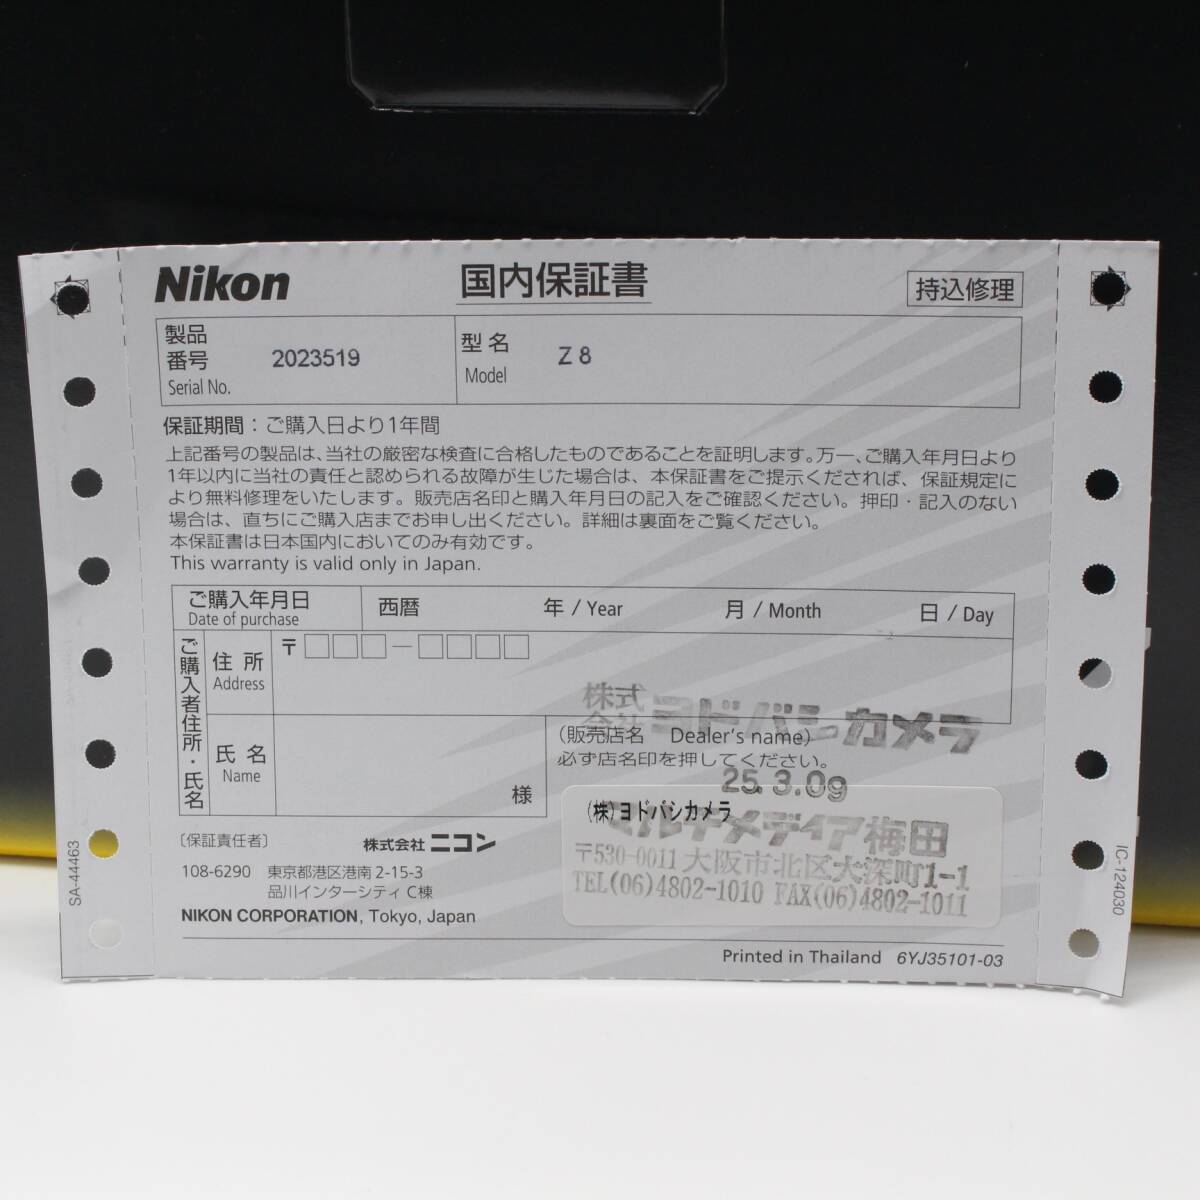 Nikon
国内保証書
持込修理
製品番号 2023519 型名 Z 8
Serial No. Model
保証期間：ご購入日より1年間
上記番号の製品は、当社の厳密な検査に合格したものであることを証明します。万一、ご購入年月日より
1年以内に当社の責任と認められる故障が生じた場合は、本保証書をご提示くだされば、保証規定に
より無料修理をいたします。販売店名印と購入年月日の記入をご確認ください。押印・記入のない
場合は、直ちにご購入店までお申し出ください。詳細は裏面をご覧ください。
本保証書は日本国内においてのみ有効です。
This warranty is valid only in Japan.
ご購入年月日 西暦 年 / Year 月 / Month 日 / Day
Date of purchase
ご購入者住所・氏名
住所 〒
Address
氏名
Name
様
株式会社 ヨドバシカメラ
(販売店名 Dealer's name)
必ず店名印を押してください。
25.3.09
(株)ヨドバシカメラ
マルチメディア梅田
〒530-0011 大阪市北区大深町1-1
TEL(06)4802-1010 FAX(06)4802-1011
〔保証責任者〕 株式会社 ニコン
108-6290 東京都港区港南 2-15-3
品川インターシティ C棟
NIKON CORPORATION, Tokyo, Japan
Printed in Thailand 6YJ35101-03
SA-44463
IC-124030